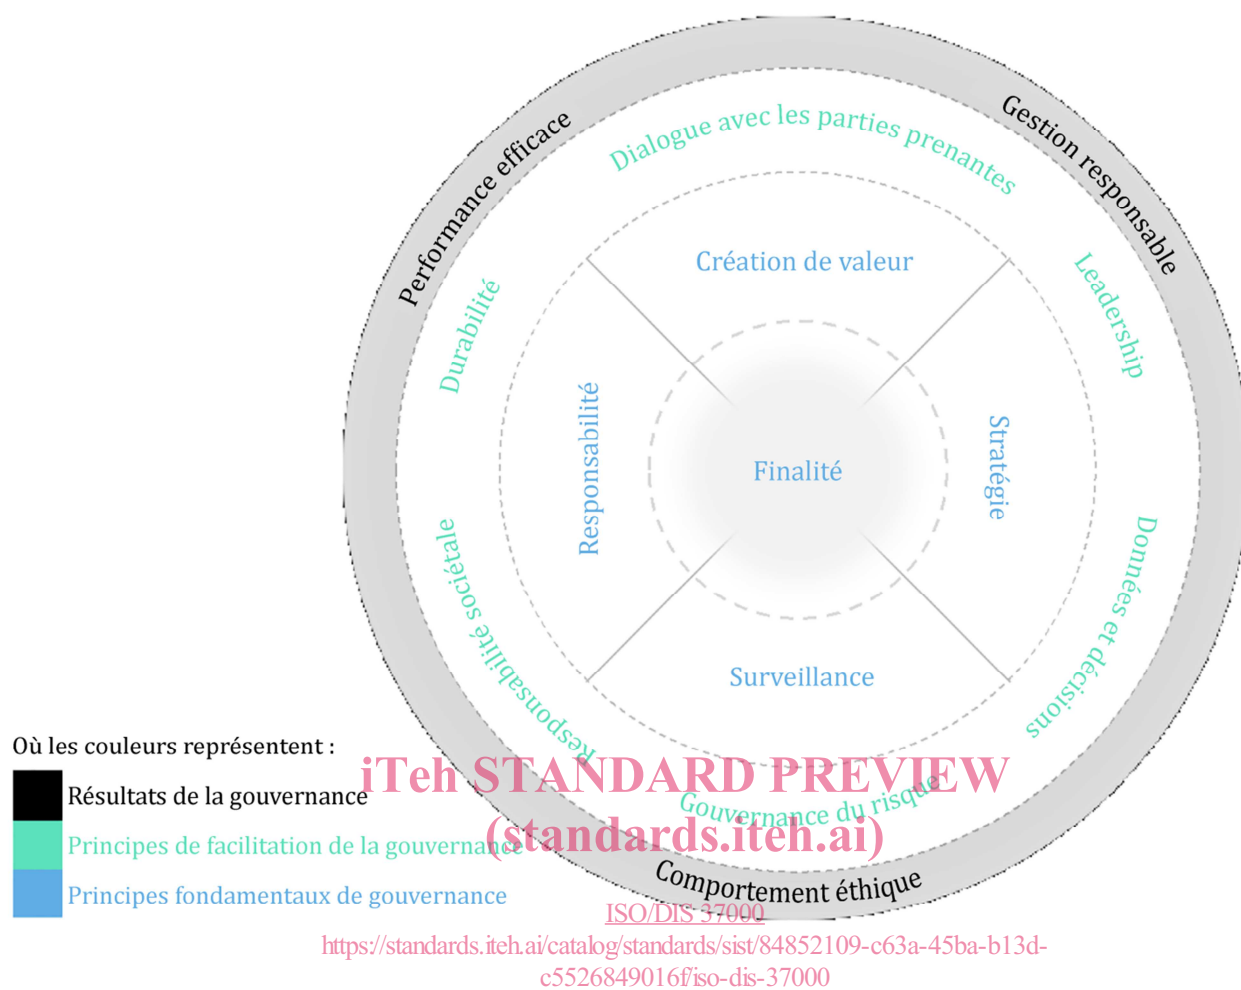 Performance efficace
Gestion responsable
Dialogue avec les parties prenantes
Durabilité
Leadership
Création de valeur
Responsabilité
Finalité
Stratégie
Responsabilité sociétale
Données et décisions
Surveillance
Gouvernance du risque
Comportement éthique
Où les couleurs représentent :
Résultats de la gouvernance
Principes de facilitation de la gouvernance
Principes fondamentaux de gouvernance
iTeh STANDARD PREVIEW
(standards.iteh.ai)
ISO/DIS 37000
https://standards.iteh.ai/catalog/standards/sist/84852109-c63a-45ba-b13d-
c5526849016f/iso-dis-37000